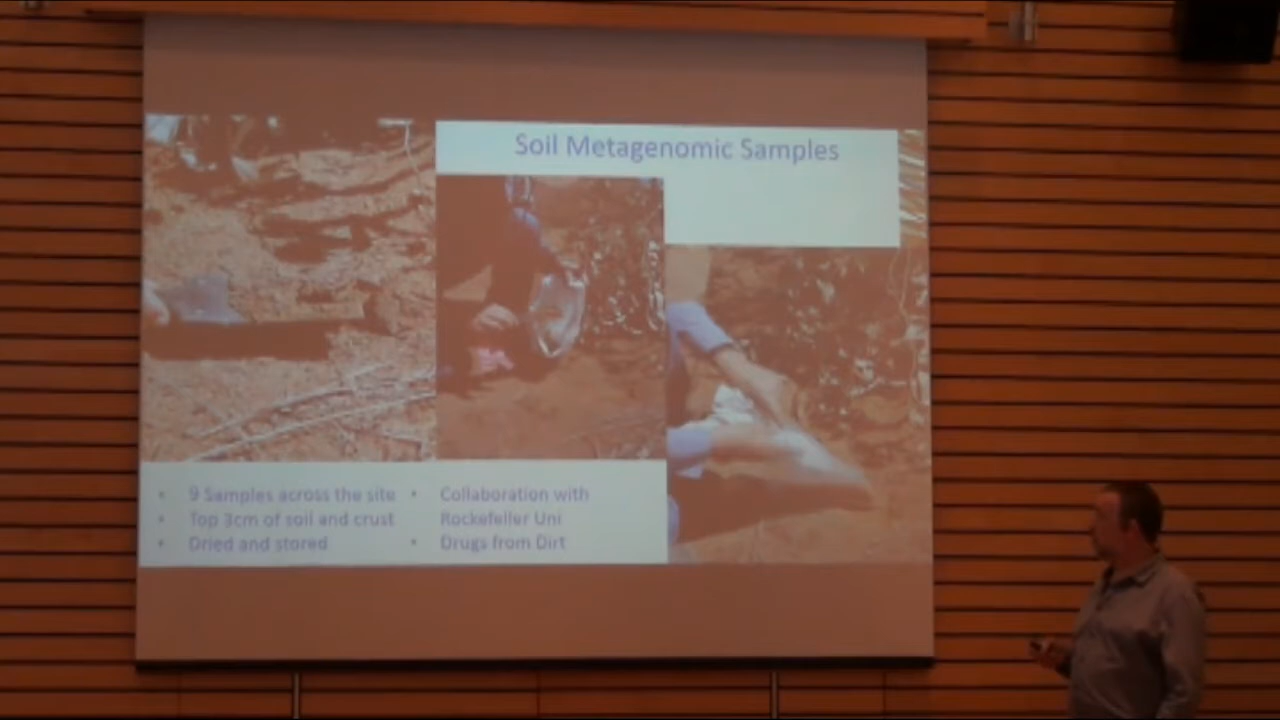 Soil Metagenomic Samples
• 9 Samples across the site
• Top 3cm of soil and crust
• Dried and stored
• Collaboration with
Rockefeller Uni
• Drugs from Dirt